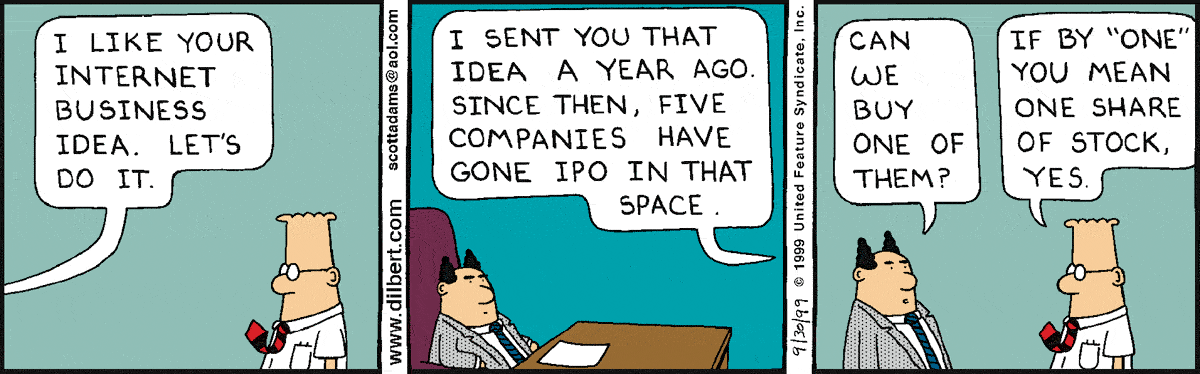 I LIKE YOUR
INTERNET
BUSINESS
IDEA. LET'S
DO IT.
www.dilbert.com scottadams@aol.com
I SENT YOU THAT
IDEA A YEAR AGO.
SINCE THEN, FIVE
COMPANIES HAVE
GONE IPO IN THAT
SPACE.
9/30/99 © 1999 United Feature Syndicate, Inc.
CAN
WE
BUY
ONE OF
THEM?
IF BY "ONE"
YOU MEAN
ONE SHARE
OF STOCK,
YES.